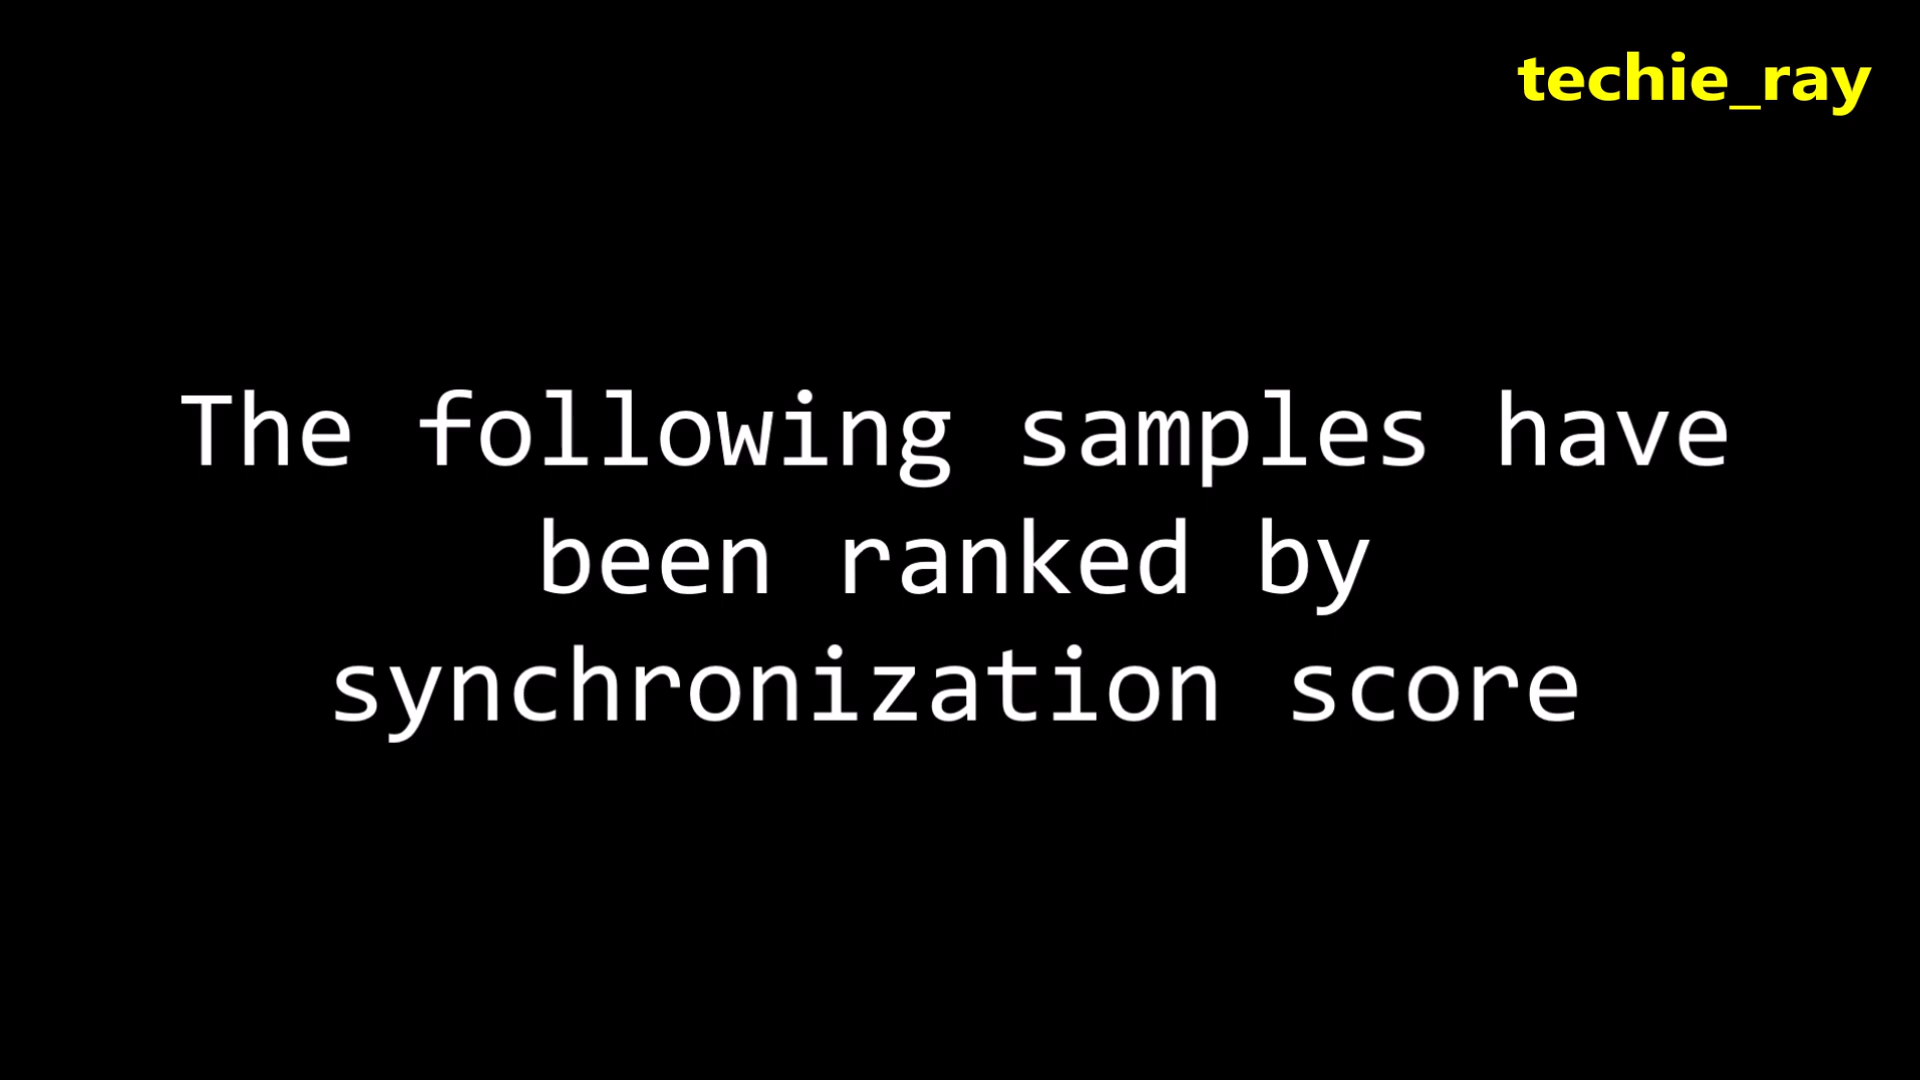 techie_ray
The following samples have
been ranked by
synchronization score